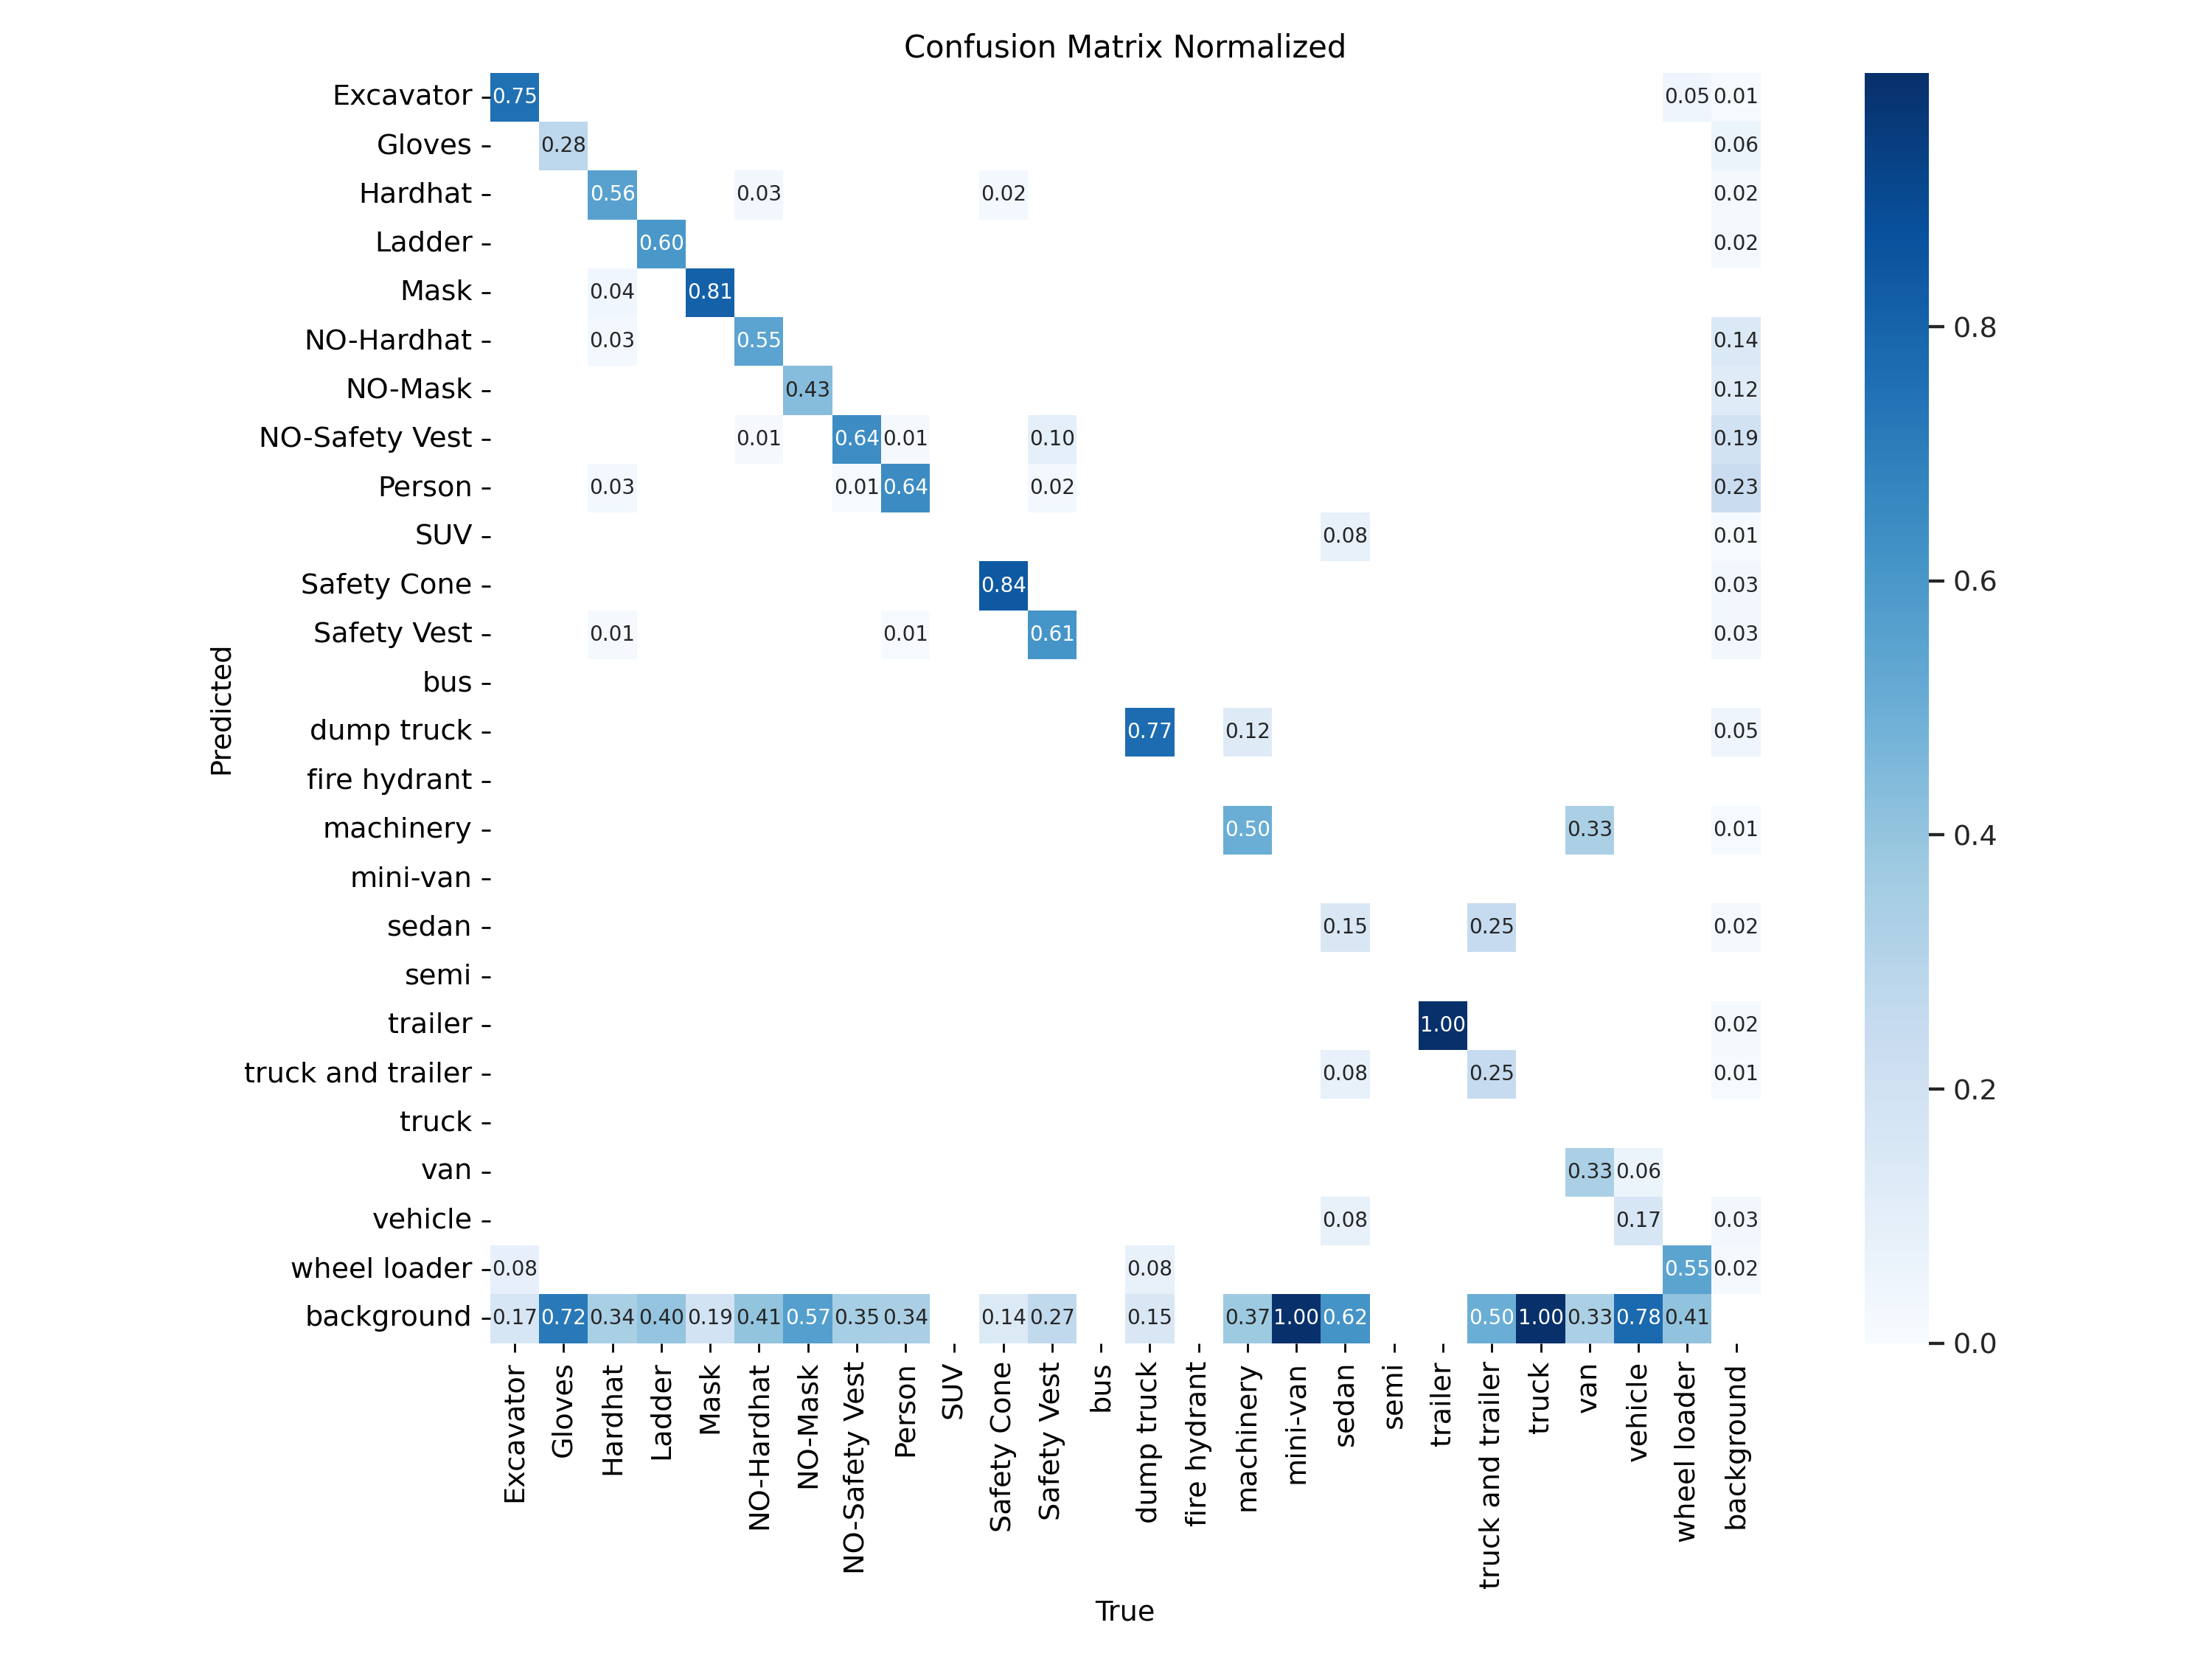 Confusion Matrix Normalized
Excavator 0.75 0.05 0.01
Gloves 0.28 0.06
Hardhat 0.56 0.03 0.02 0.02
Ladder 0.60 0.02
Mask 0.04 0.81
NO-Hardhat 0.03 0.55 0.14
NO-Mask 0.43 0.12
NO-Safety Vest 0.01 0.64 0.01 0.10 0.19
Person 0.03 0.01 0.64 0.02 0.23
SUV 0.08 0.01
Safety Cone 0.84 0.03
Safety Vest 0.01 0.01 0.61 0.03
bus
dump truck 0.77 0.12 0.05
fire hydrant
machinery 0.50 0.33 0.01
mini-van
sedan 0.15 0.25 0.02
semi
trailer 1.00 0.02
truck and trailer 0.08 0.25 0.01
truck
van 0.33 0.06
vehicle 0.08 0.17 0.03
wheel loader 0.08 0.08 0.55 0.02
background 0.17 0.72 0.34 0.40 0.19 0.41 0.57 0.35 0.34 0.14 0.27 0.15 0.37 1.00 0.62 0.50 1.00 0.33 0.78 0.41
Predicted
Excavator
Gloves
Hardhat
Ladder
Mask
NO-Hardhat
NO-Mask
NO-Safety Vest
Person
SUV
Safety Cone
Safety Vest
bus
dump truck
fire hydrant
machinery
mini-van
sedan
semi
trailer
truck and trailer
truck
van
vehicle
wheel loader
background
True
0.8
0.6
0.4
0.2
0.0